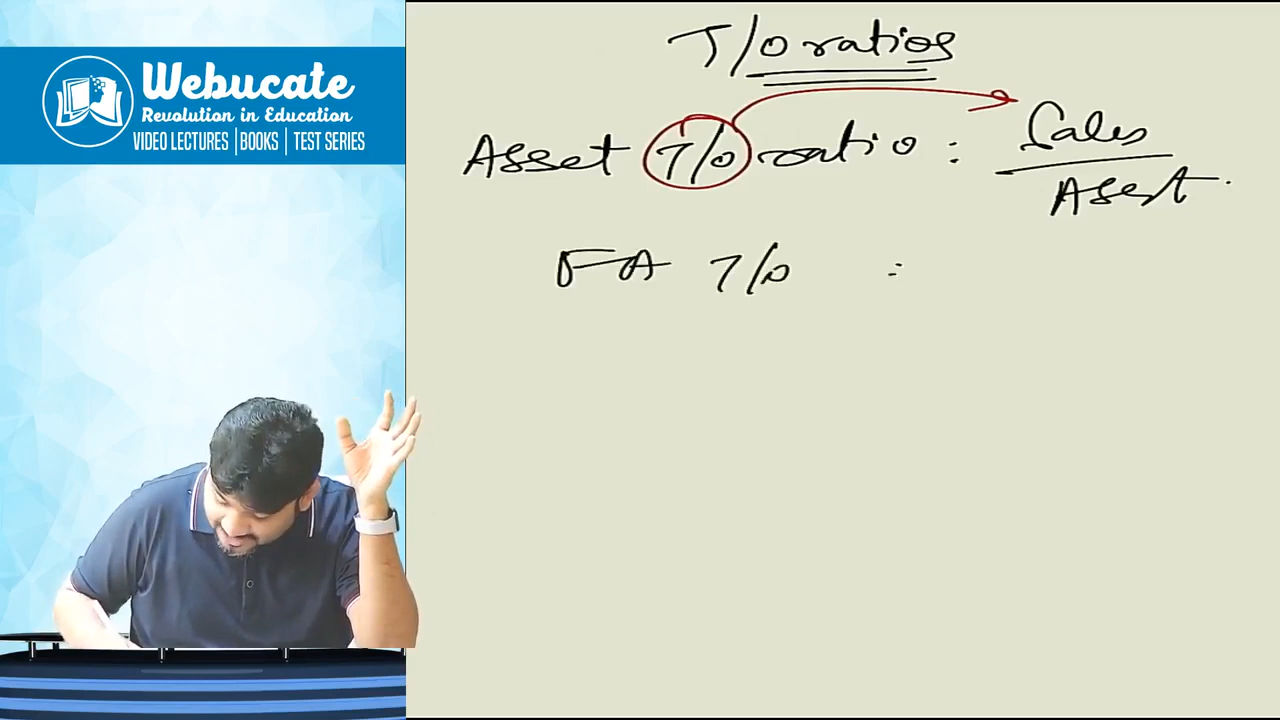 Webucate
Revolution in Education
VIDEO LECTURES | BOOKS | TEST SERIES
T/O ratios
Asset T/O ratio : Sales / Asset
FA T/O :